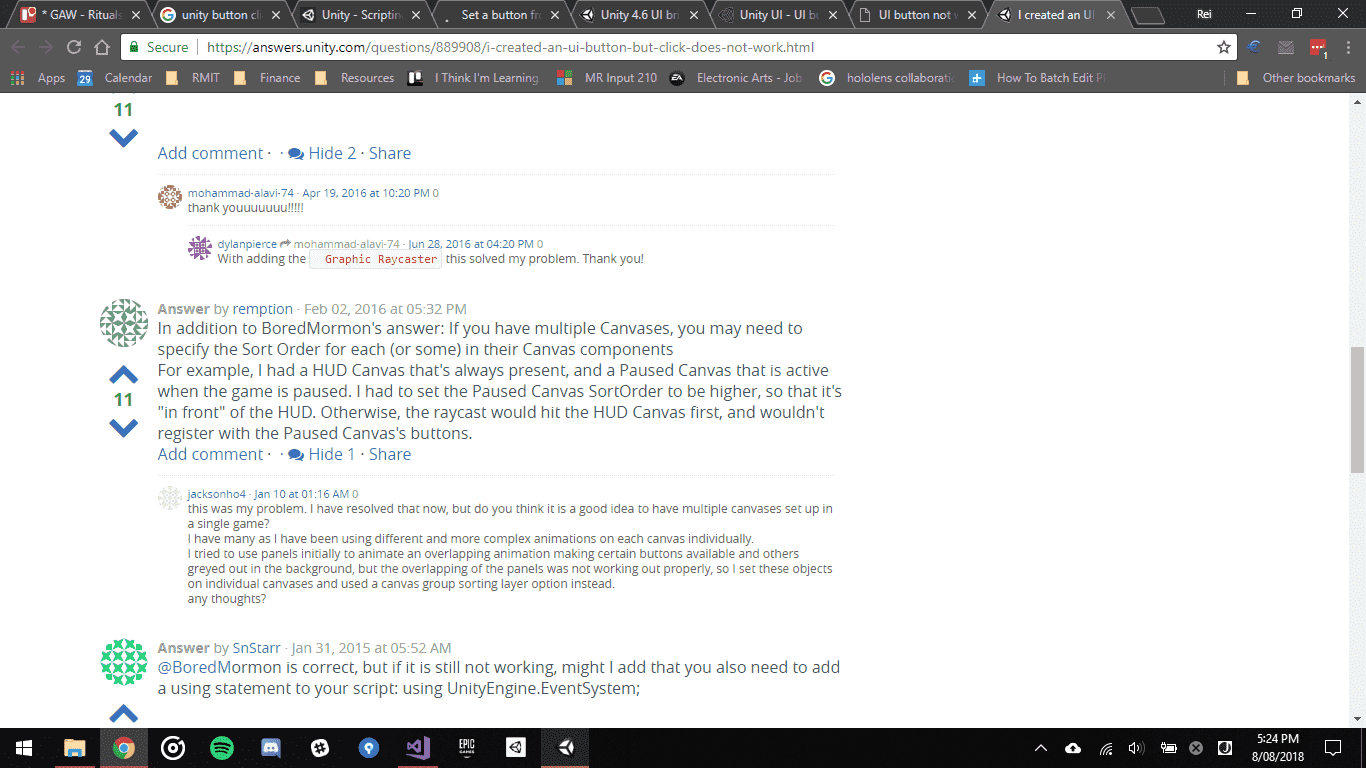 * GAW - Rituals
unity button cli
Unity - Scripting
Set a button fr
Unity 4.6 UI bri
Unity UI - UI bu
UI button not w
I created an UI
Rei
Secure
https://answers.unity.com/questions/889908/i-created-an-ui-button-but-click-does-not-work.html
Apps
29
Calendar
RMIT
Finance
Resources
I Think I'm Learning
MR Input 210
EA
Electronic Arts - Job
hololens collaborati
How To Batch Edit P
Other bookmarks
1
11
Add comment · · Hide 2 · Share
mohammad-alavi-74 · Apr 19, 2016 at 10:20 PM 0
thank youuuuuuu!!!!!
dylanpierce mohammad-alavi-74 · Jun 28, 2016 at 04:20 PM 0
With adding the Graphic Raycaster this solved my problem. Thank you!
Answer by remption · Feb 02, 2016 at 05:32 PM
In addition to BoredMormon's answer: If you have multiple Canvases, you may need to
specify the Sort Order for each (or some) in their Canvas components
For example, I had a HUD Canvas that's always present, and a Paused Canvas that is active
when the game is paused. I had to set the Paused Canvas SortOrder to be higher, so that it's
"in front" of the HUD. Otherwise, the raycast would hit the HUD Canvas first, and wouldn't
register with the Paused Canvas's buttons.
11
Add comment · · Hide 1 · Share
jacksonho4 · Jan 10 at 01:16 AM 0
this was my problem. I have resolved that now, but do you think it is a good idea to have multiple canvases set up in
a single game?
I have many as I have been using different and more complex animations on each canvas individually.
I tried to use panels initially to animate an overlapping animation making certain buttons available and others
greyed out in the background, but the overlapping of the panels was not working out properly, so I set these objects
on individual canvases and used a canvas group sorting layer option instead.
any thoughts?
Answer by SnStarr · Jan 31, 2015 at 05:52 AM
@BoredMormon is correct, but if it is still not working, might I add that you also need to add
a using statement to your script: using UnityEngine.EventSystem;
EPIC
GAMES
5:24 PM
8/08/2018